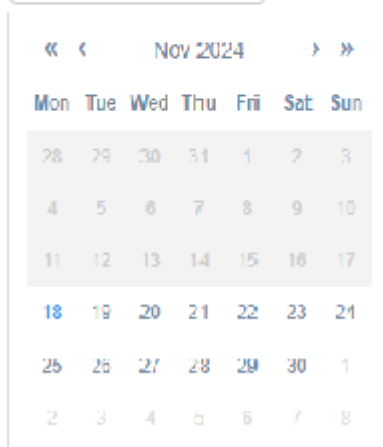 « ‹ Nov 2024 › »
Mon Tue Wed Thu Fri Sat Sun
28 29 30 31 1 2 3
4 5 6 7 8 9 10
11 12 13 14 15 16 17
18 19 20 21 22 23 24
25 26 27 28 29 30 1
2 3 4 5 6 7 8